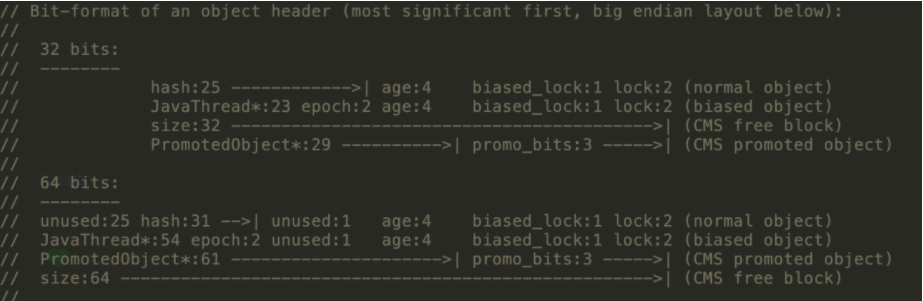 // Bit-format of an object header (most significant first, big endian layout below):
//
//  32 bits:
//  --------
//             hash:25 ------------>| age:4    biased_lock:1 lock:2 (normal object)
//             JavaThread*:23 epoch:2 age:4    biased_lock:1 lock:2 (biased object)
//             size:32 ------------------------------------------>| (CMS free block)
//             PromotedObject*:29 ---------->| promo_bits:3 ----->| (CMS promoted object)
//
//  64 bits:
//  --------
//  unused:25 hash:31 -->| unused:1   age:4    biased_lock:1 lock:2 (normal object)
//  JavaThread*:54 epoch:2 unused:1   age:4    biased_lock:1 lock:2 (biased object)
//  PromotedObject*:61 --------------------->| promo_bits:3 ----->| (CMS promoted object)
//  size:64 ----------------------------------------------------->| (CMS free block)
//